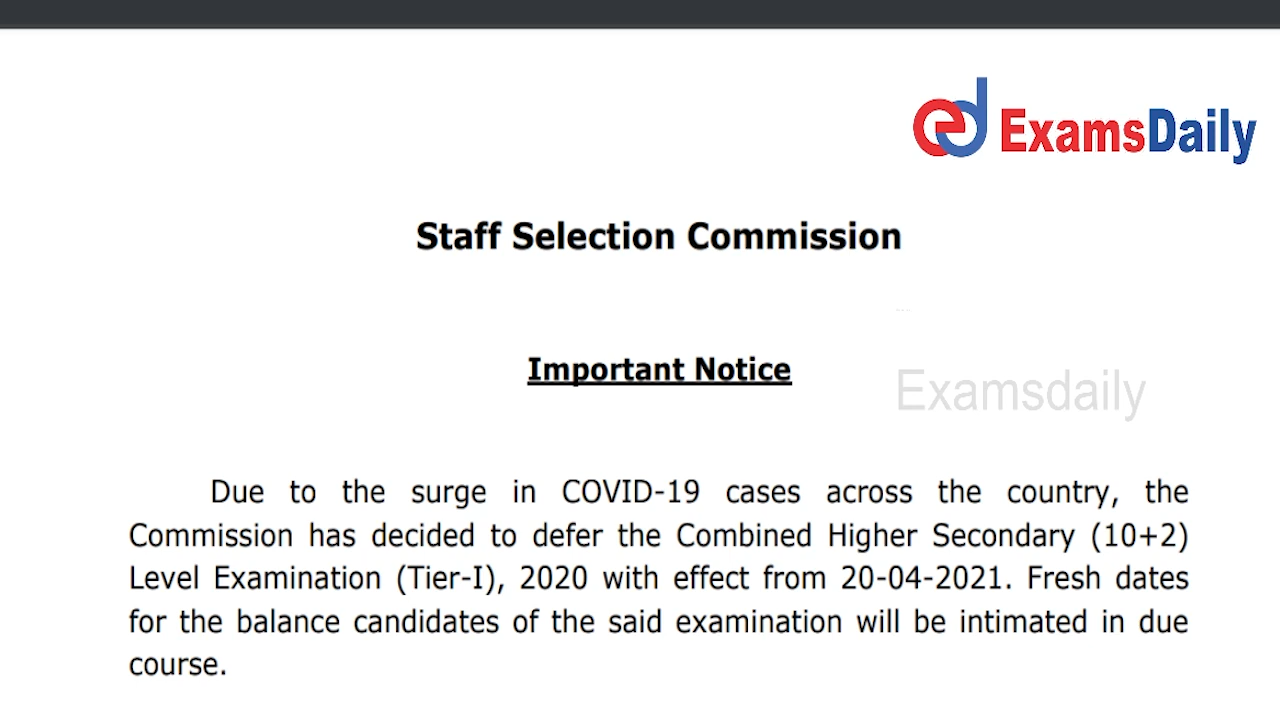 ExamsDaily
Staff Selection Commission
Important Notice
Examsdaily
Due to the surge in COVID-19 cases across the country, the
Commission has decided to defer the Combined Higher Secondary (10+2)
Level Examination (Tier-I), 2020 with effect from 20-04-2021. Fresh dates
for the balance candidates of the said examination will be intimated in due
course.